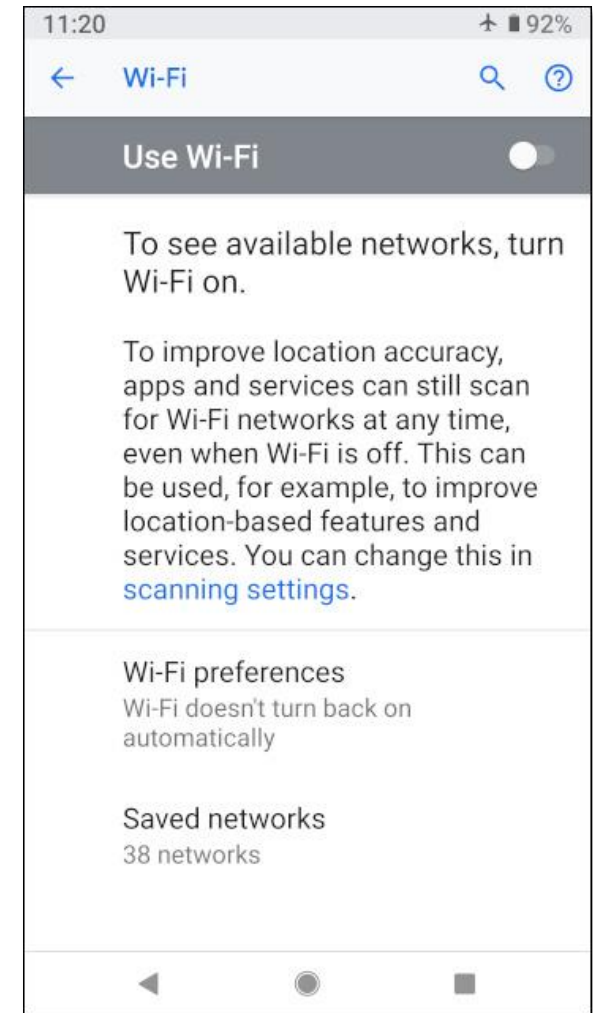 11:20 92%
Wi-Fi
Use Wi-Fi
To see available networks, turn
Wi-Fi on.
To improve location accuracy,
apps and services can still scan
for Wi-Fi networks at any time,
even when Wi-Fi is off. This can
be used, for example, to improve
location-based features and
services. You can change this in
scanning settings.
Wi-Fi preferences
Wi-Fi doesn't turn back on
automatically
Saved networks
38 networks